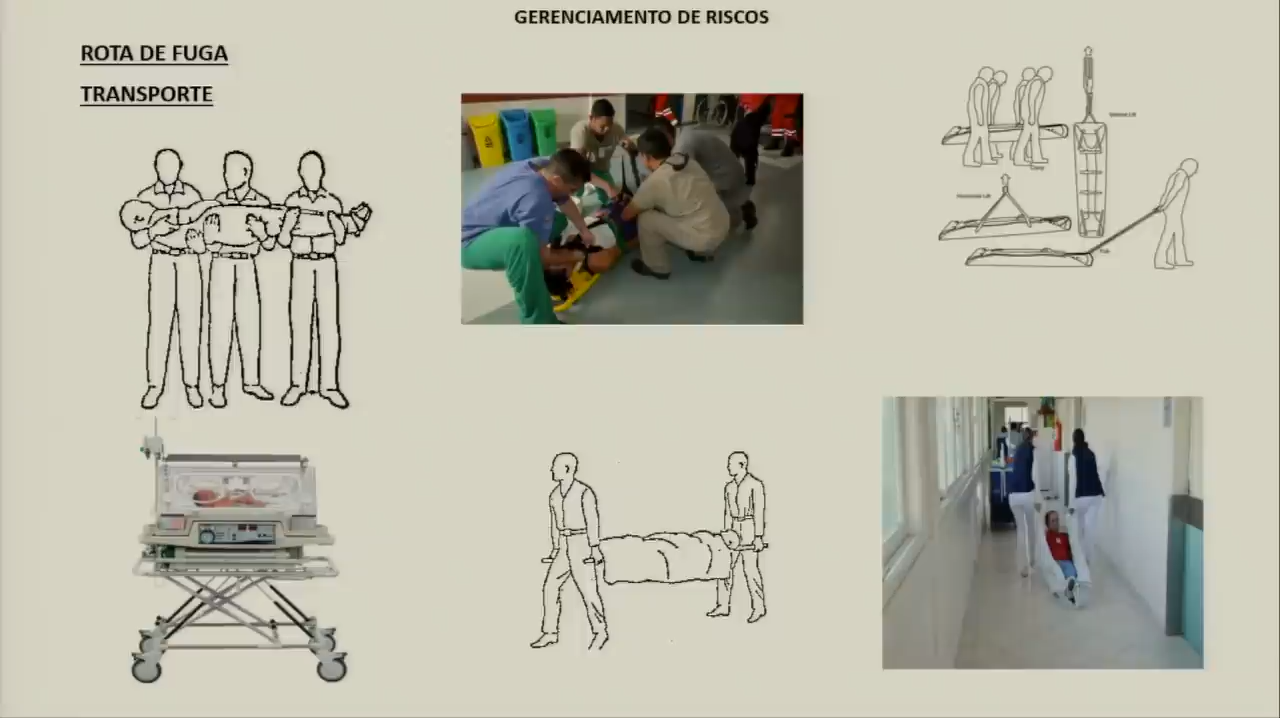 GERENCIAMENTO DE RISCOS
ROTA DE FUGA
TRANSPORTE